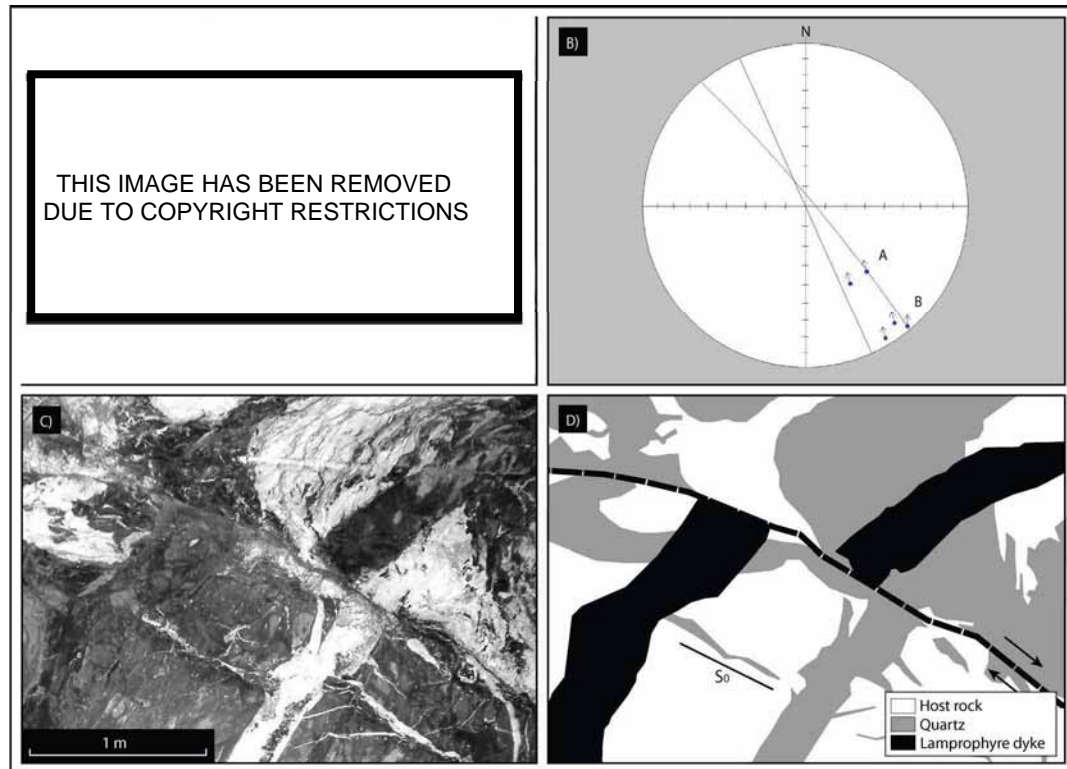 THIS IMAGE HAS BEEN REMOVED
DUE TO COPYRIGHT RESTRICTIONS
B)
N
A
B
C)
1 m
D)
S0
Host rock
Quartz
Lamprophyre dyke